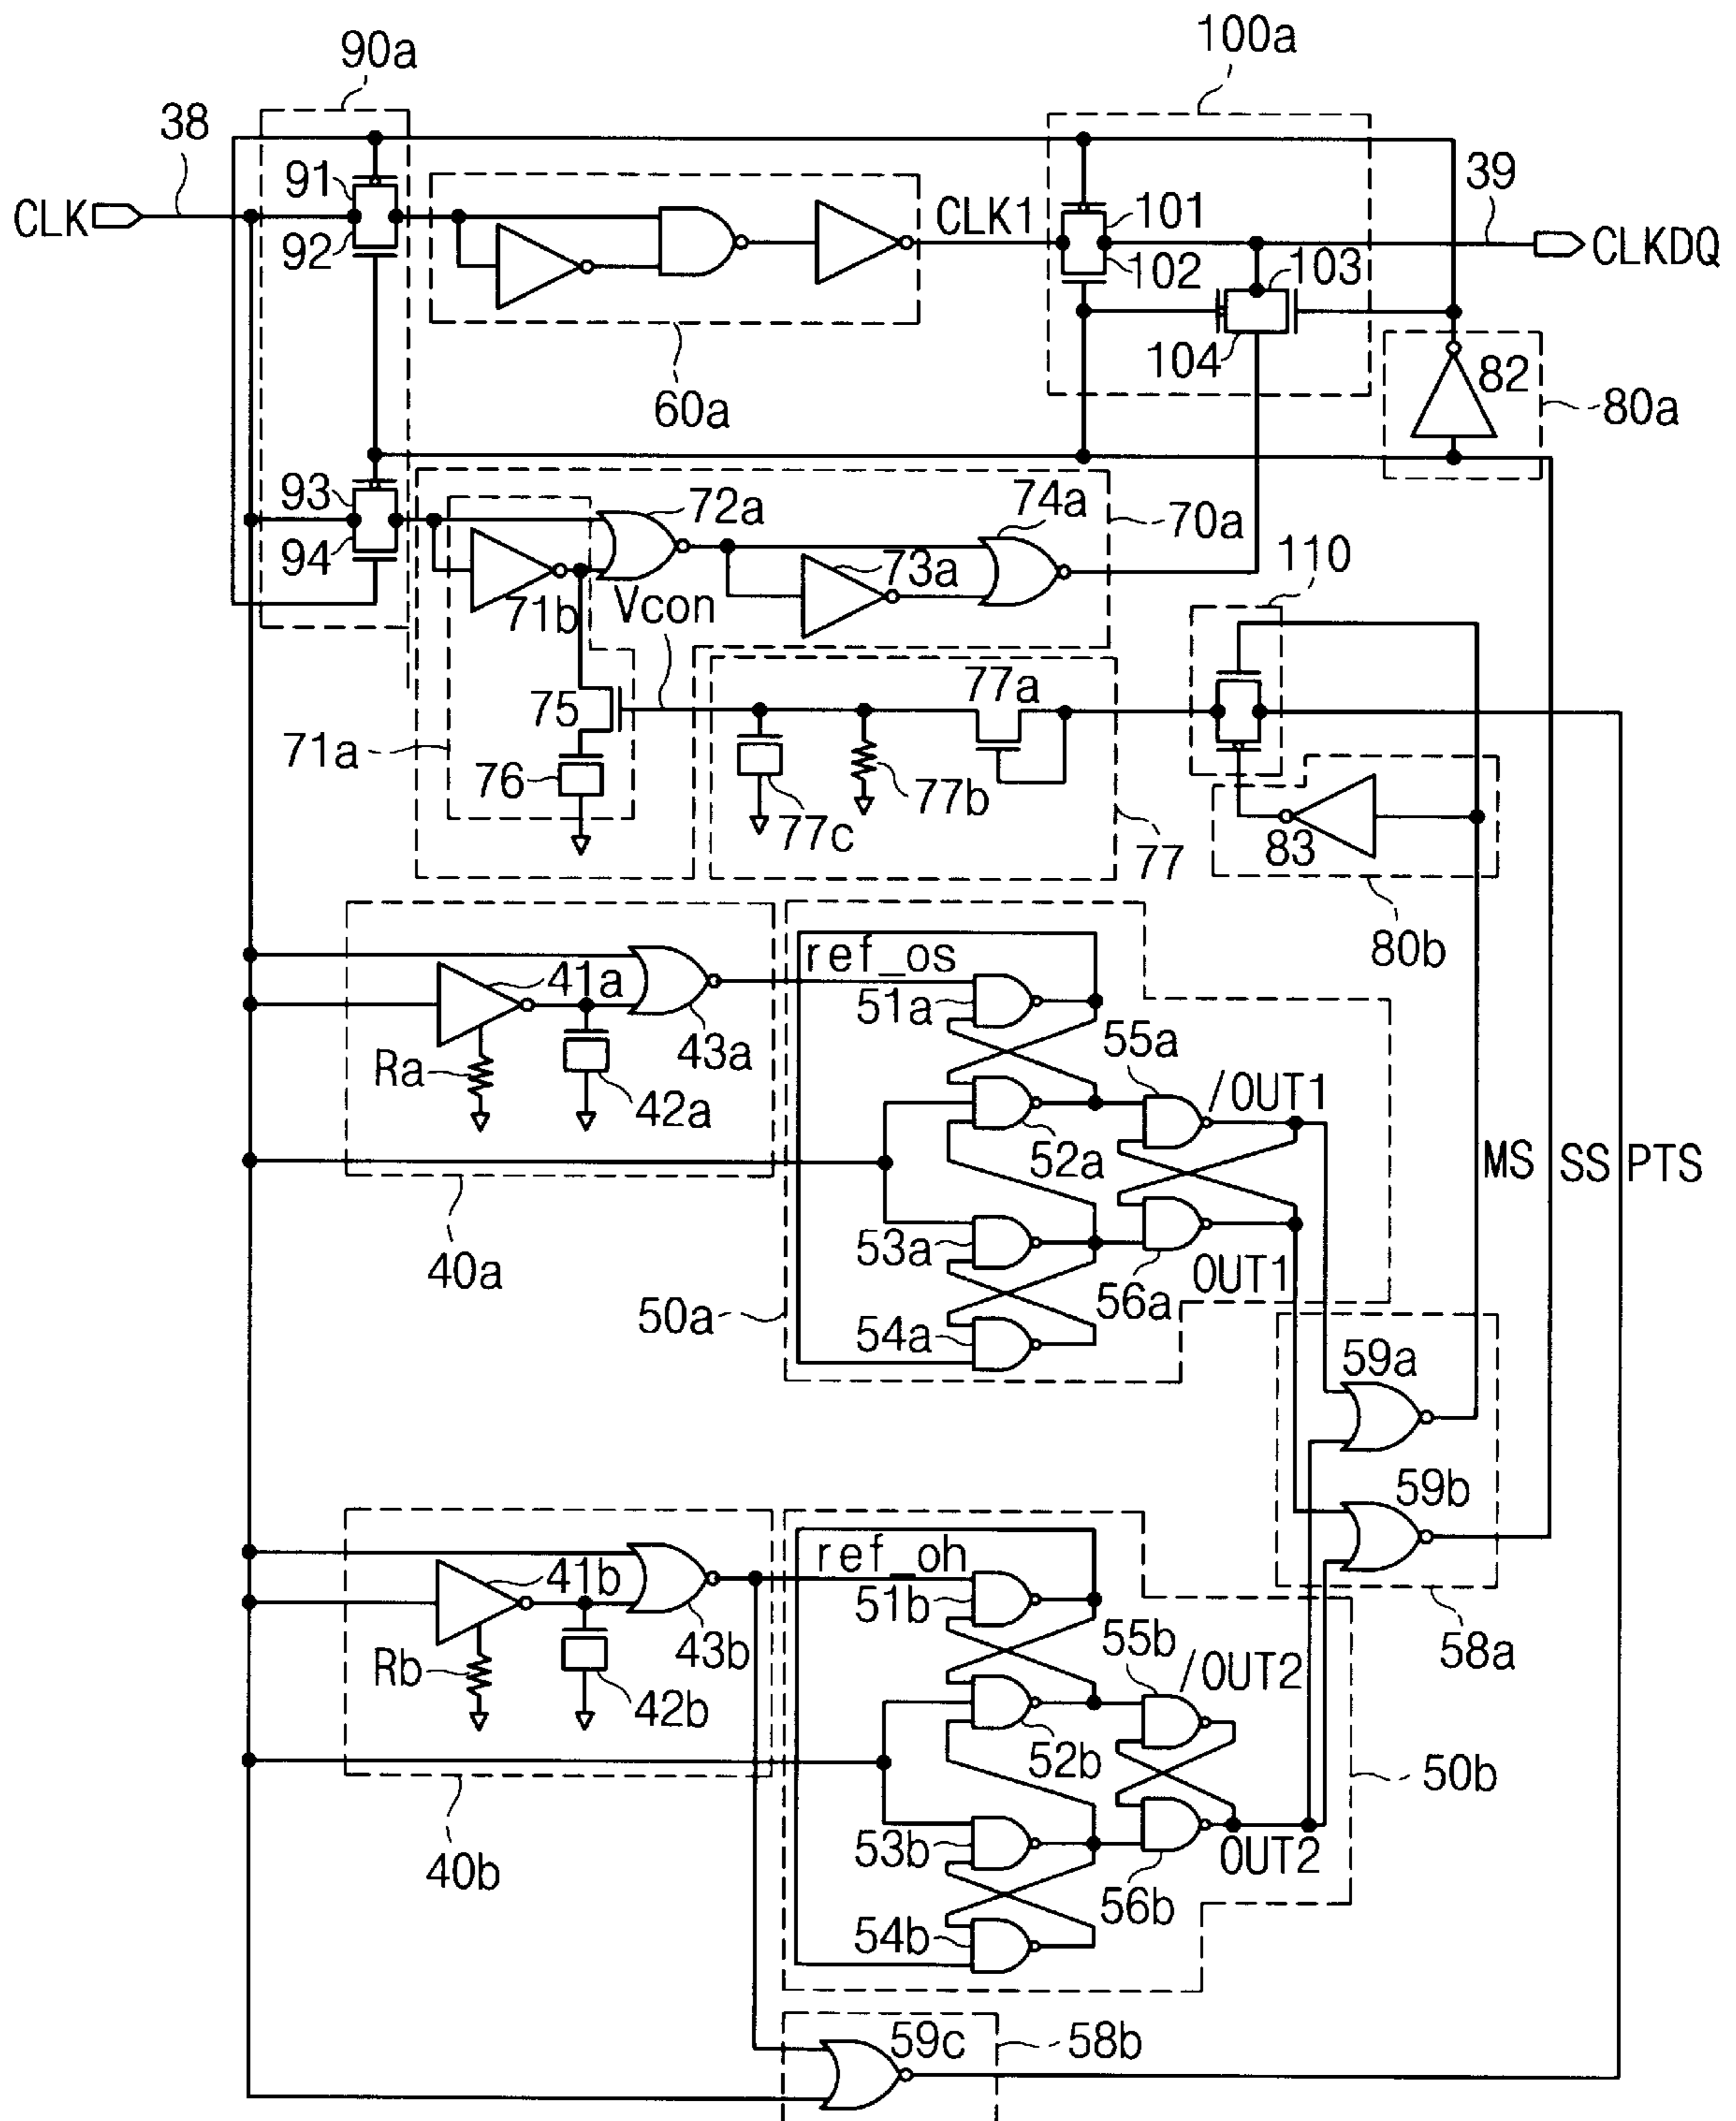 90a
100a
38
39
91
CLK
92
CLK1
101
102
103
CLKDQ
104
60a
82
80a
93
94
72a
74a
70a
71b
Vcon
73a
110
75
77a
71a
76
77c
77b
77
83
80b
ref_os
41a
51a
43a
55a
Ra
42a
/OUT1
52a
MS
SS
PTS
53a
40a
OUT1
50a
56a
54a
59a
59b
ref_oh
41b
51b
43b
55b
58a
Rb
/OUT2
42b
52b
50b
53b
OUT2
40b
56b
54b
59c
58b